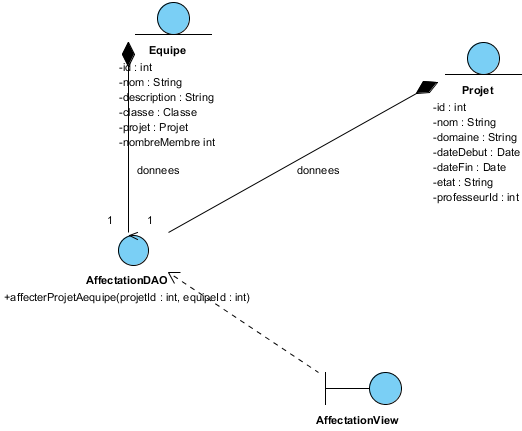 Equipe
-id : int
-nom : String
-description : String
-classe : Classe
-projet : Projet
-nombreMembre int
Projet
-id : int
-nom : String
-domaine : String
-dateDebut : Date
-dateFin : Date
-etat : String
-professeurId : int
donnees
donnees
1
1
AffectationDAO
+affecterProjetAequipe(projetId : int, equipeId : int)
AffectationView